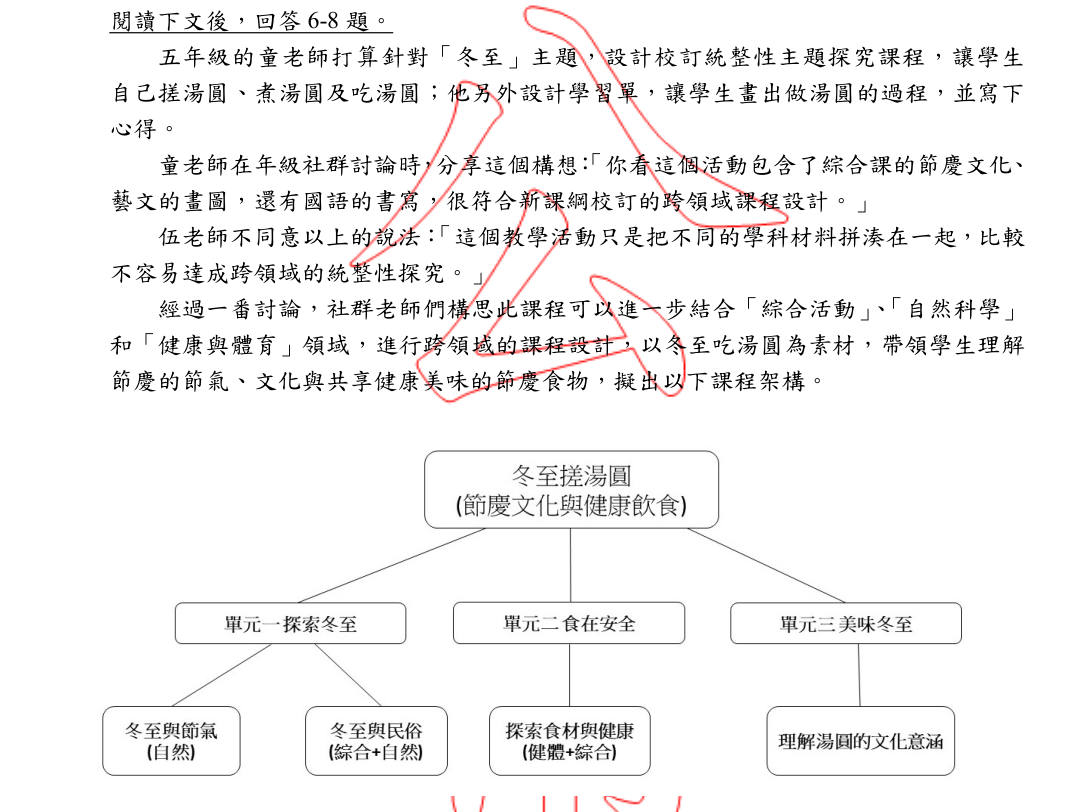 閱讀下文後，回答 6-8 題。
五年級的童老師打算針對「冬至」主題，設計校訂統整性主題探究課程，讓學生
自己搓湯圓、煮湯圓及吃湯圓；他另外設計學習單，讓學生畫出做湯圓的過程，並寫下
心得。
童老師在年級社群討論時，分享這個構想：「你看這個活動包含了綜合課的節慶文化、
藝文的畫圖，還有國語的書寫，很符合新課綱校訂的跨領域課程設計。」
伍老師不同意以上的說法：「這個教學活動只是把不同的學科材料拼湊在一起，比較
不容易達成跨領域的統整性探究。」
經過一番討論，社群老師們構思此課程可以進一步結合「綜合活動」、「自然科學」
和「健康與體育」領域，進行跨領域的課程設計，以冬至吃湯圓為素材，帶領學生理解
節慶的節氣、文化與共享健康美味的節慶食物，擬出以下課程架構。
冬至搓湯圓
(節慶文化與健康飲食)
單元一探索冬至
單元二食在安全
單元三美味冬至
冬至與節氣
(自然)
冬至與民俗
(綜合+自然)
探索食材與健康
(健體+綜合)
理解湯圓的文化意涵